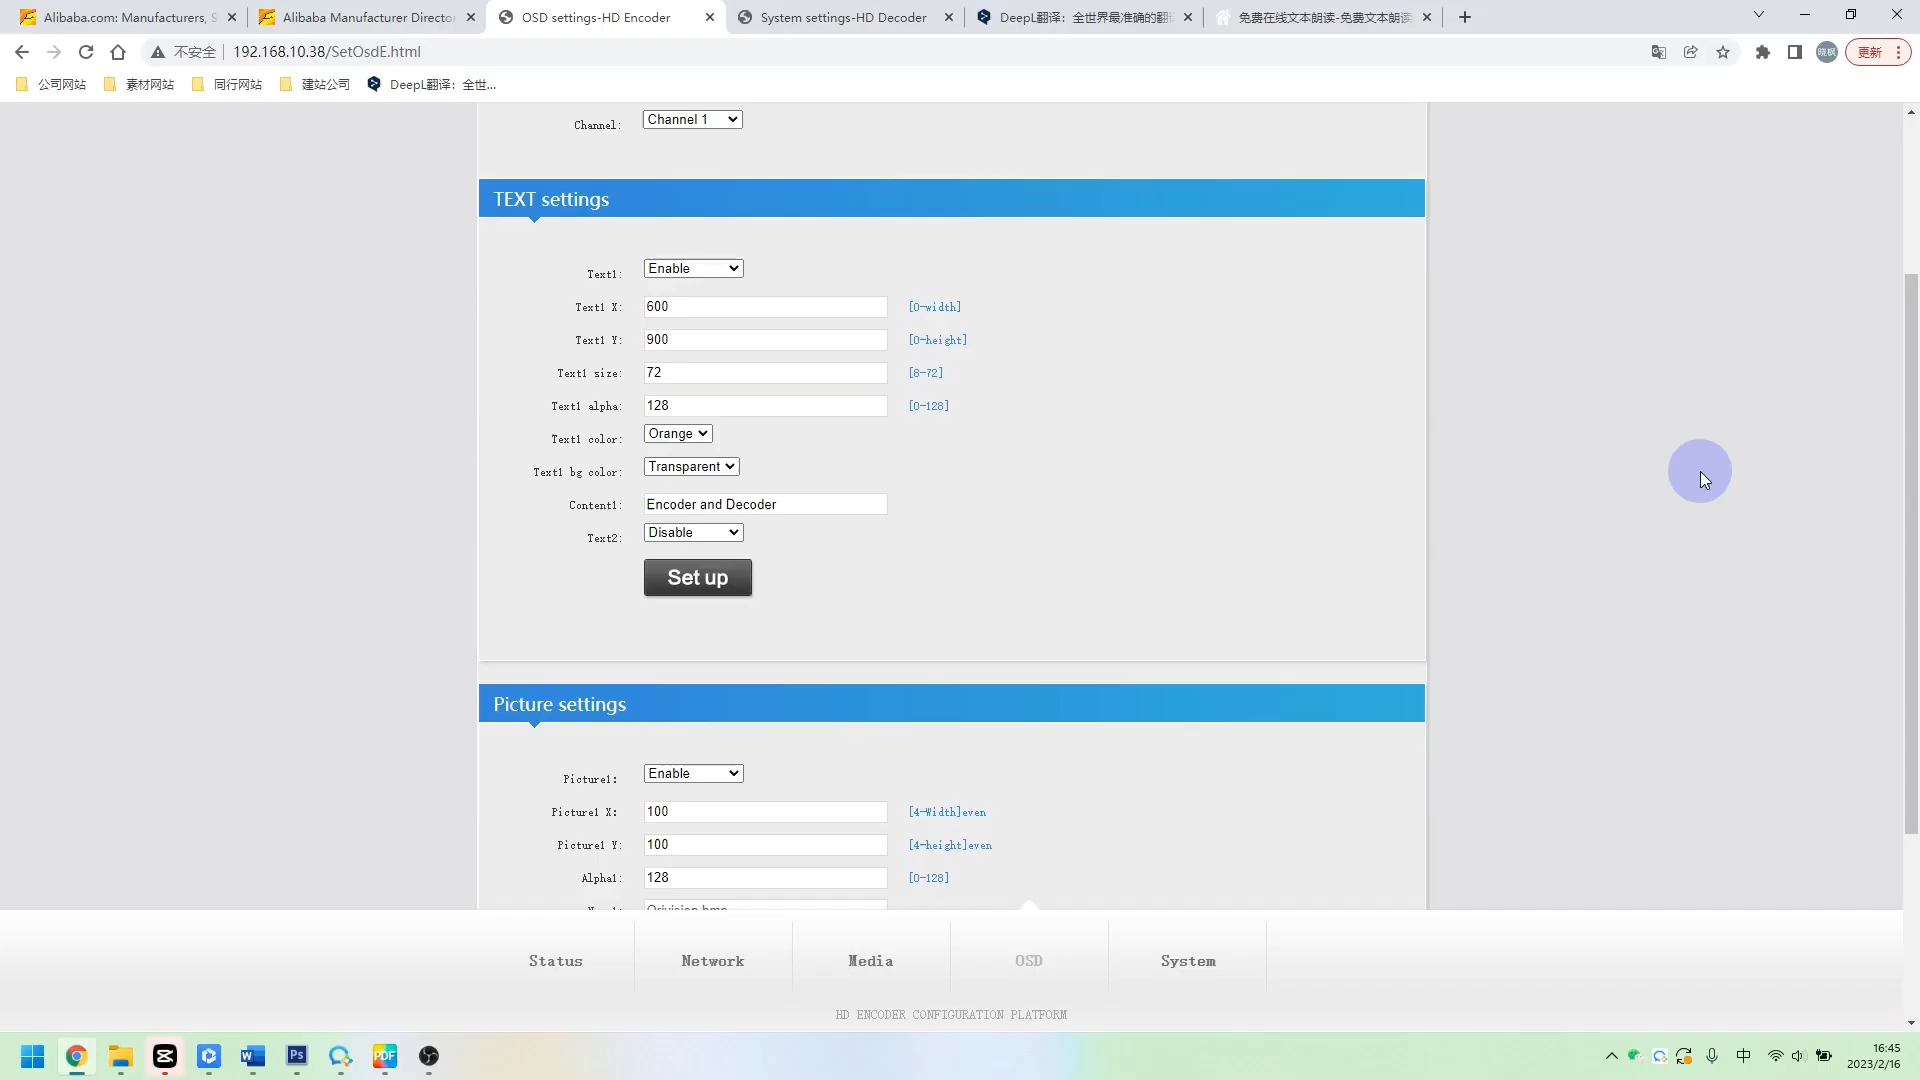 Alibaba.com: Manufacturers, S
Alibaba Manufacturer Director
OSD settings-HD Encoder
System settings-HD Decoder
DeepL翻译：全世界最准确的翻
免费在线文本朗读-免费文本朗读
不安全
192.168.10.38/SetOsdE.html
更新
公司网站
素材网站
同行网站
建站公司
DeepL翻译：全世...
Channel:
Channel 1
TEXT settings
Text1:
Enable
Text1 X:
600
[0-width]
Text1 Y:
900
[0-height]
Text1 size:
72
[8-72]
Text1 alpha:
128
[0-128]
Text1 color:
Orange
Text1 bg color:
Transparent
Content1:
Encoder and Decoder
Text2:
Disable
Set up
Picture settings
Picture1:
Enable
Picture1 X:
100
[4-Width]even
Picture1 Y:
100
[4-height]even
Alpha1:
128
[0-128]
Status
Network
Media
OSD
System
HD ENCODER CONFIGURATION PLATFORM
W
Ps
PDF
中
16:45
2023/2/16